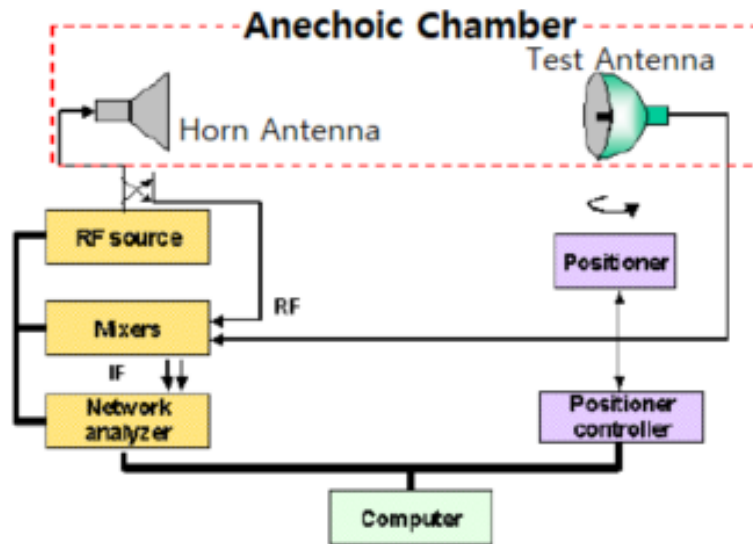 Anechoic Chamber
Test Antenna
Horn Antenna
RF source
Positioner
RF
Mixers
IF
Network
analyzer
Positioner
controller
Computer